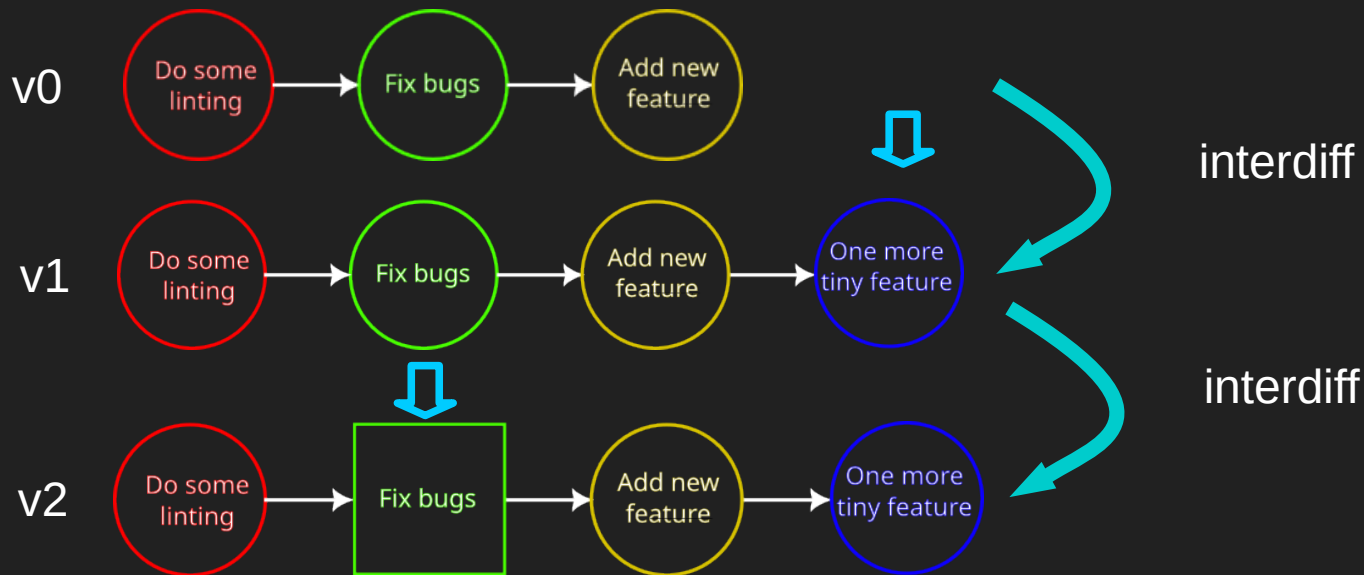 v0
Do some
linting
Fix bugs
Add new
feature
interdiff
v1
Do some
linting
Fix bugs
Add new
feature
One more
tiny feature
interdiff
v2
Do some
linting
Fix bugs
Add new
feature
One more
tiny feature